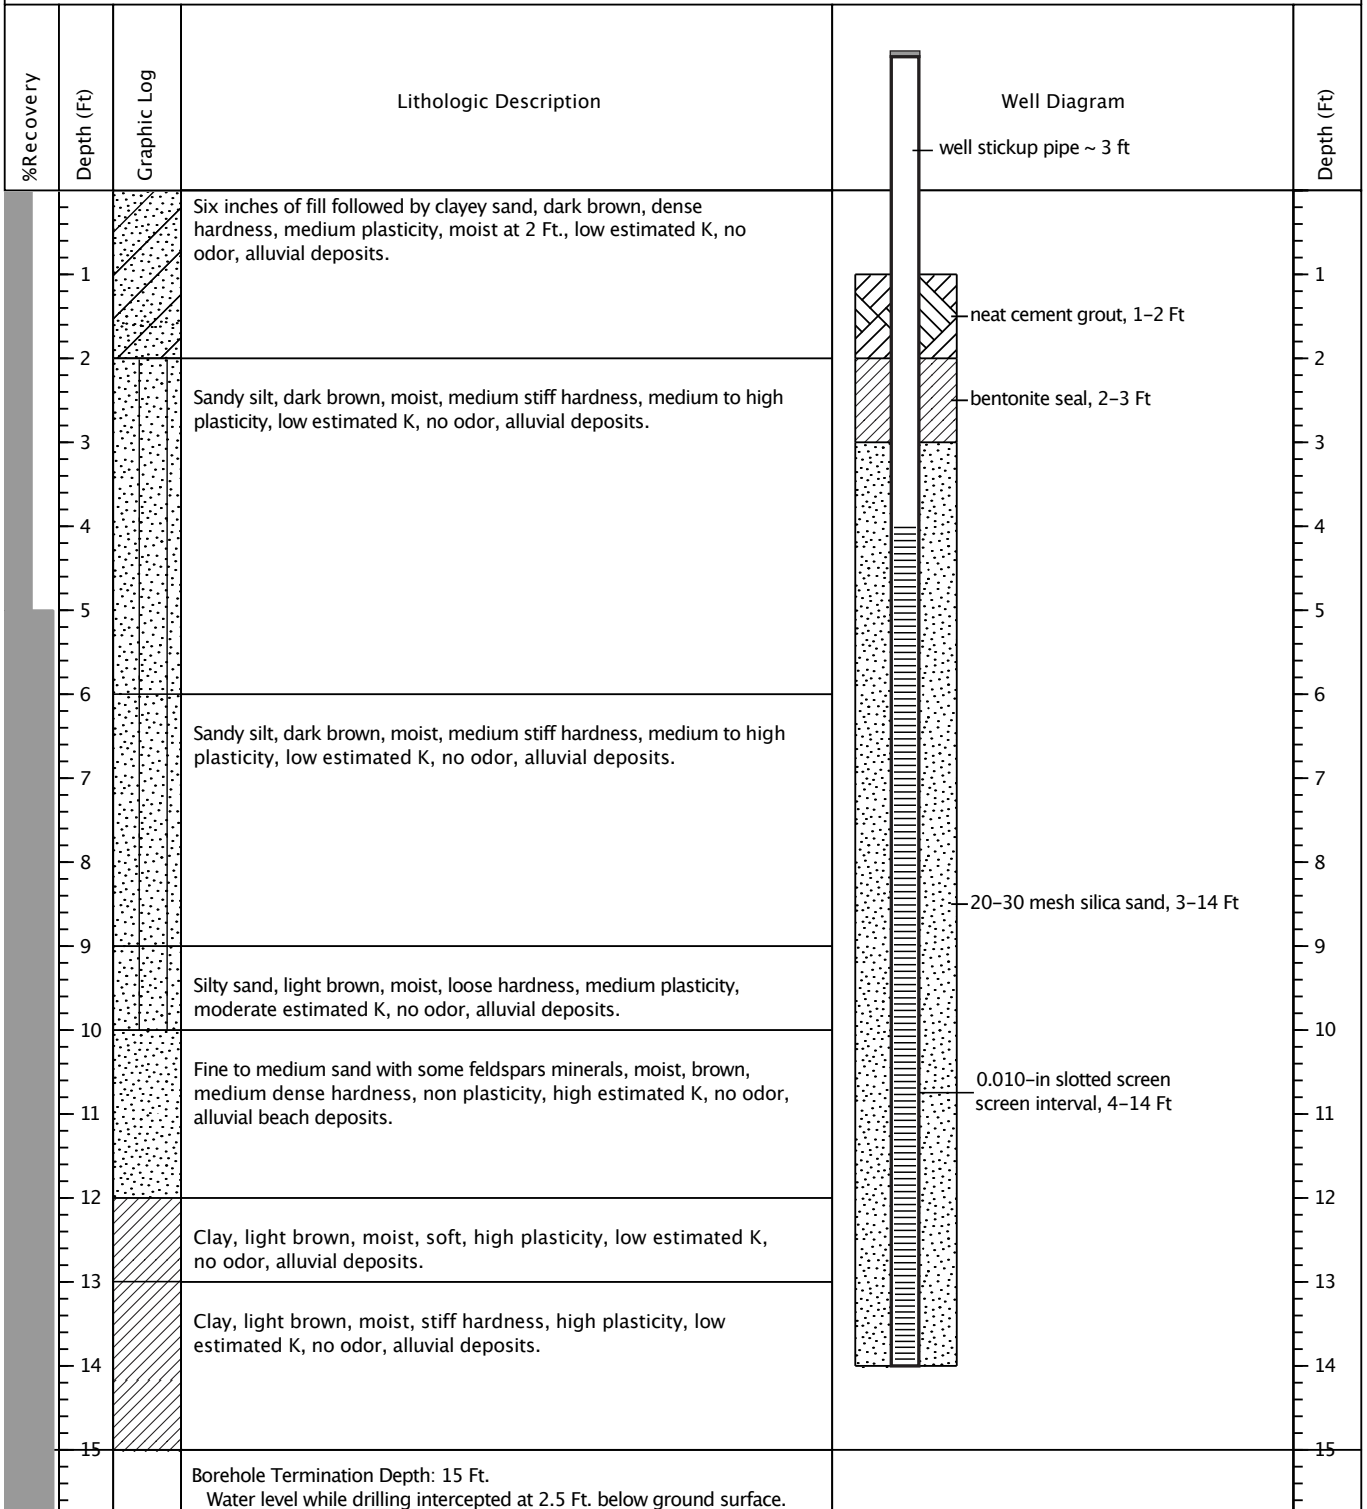 %Recovery
Depth (Ft)
Graphic Log
Lithologic Description
Well Diagram
Depth (Ft)
well stickup pipe ~ 3 ft
Six inches of fill followed by clayey sand, dark brown, dense
hardness, medium plasticity, moist at 2 Ft., low estimated K, no
odor, alluvial deposits.
1
neat cement grout, 1-2 Ft
1
2
2
Sandy silt, dark brown, moist, medium stiff hardness, medium to high
plasticity, low estimated K, no odor, alluvial deposits.
bentonite seal, 2-3 Ft
3
3
4
4
5
5
6
6
Sandy silt, dark brown, moist, medium stiff hardness, medium to high
plasticity, low estimated K, no odor, alluvial deposits.
7
7
8
8
20-30 mesh silica sand, 3-14 Ft
9
9
Silty sand, light brown, moist, loose hardness, medium plasticity,
moderate estimated K, no odor, alluvial deposits.
10
10
Fine to medium sand with some feldspars minerals, moist, brown,
medium dense hardness, non plasticity, high estimated K, no odor,
alluvial beach deposits.
0.010-in slotted screen
screen interval, 4-14 Ft
11
11
12
12
Clay, light brown, moist, soft, high plasticity, low estimated K,
no odor, alluvial deposits.
13
13
Clay, light brown, moist, stiff hardness, high plasticity, low
estimated K, no odor, alluvial deposits.
14
14
15
15
Borehole Termination Depth: 15 Ft.
Water level while drilling intercepted at 2.5 Ft. below ground surface.